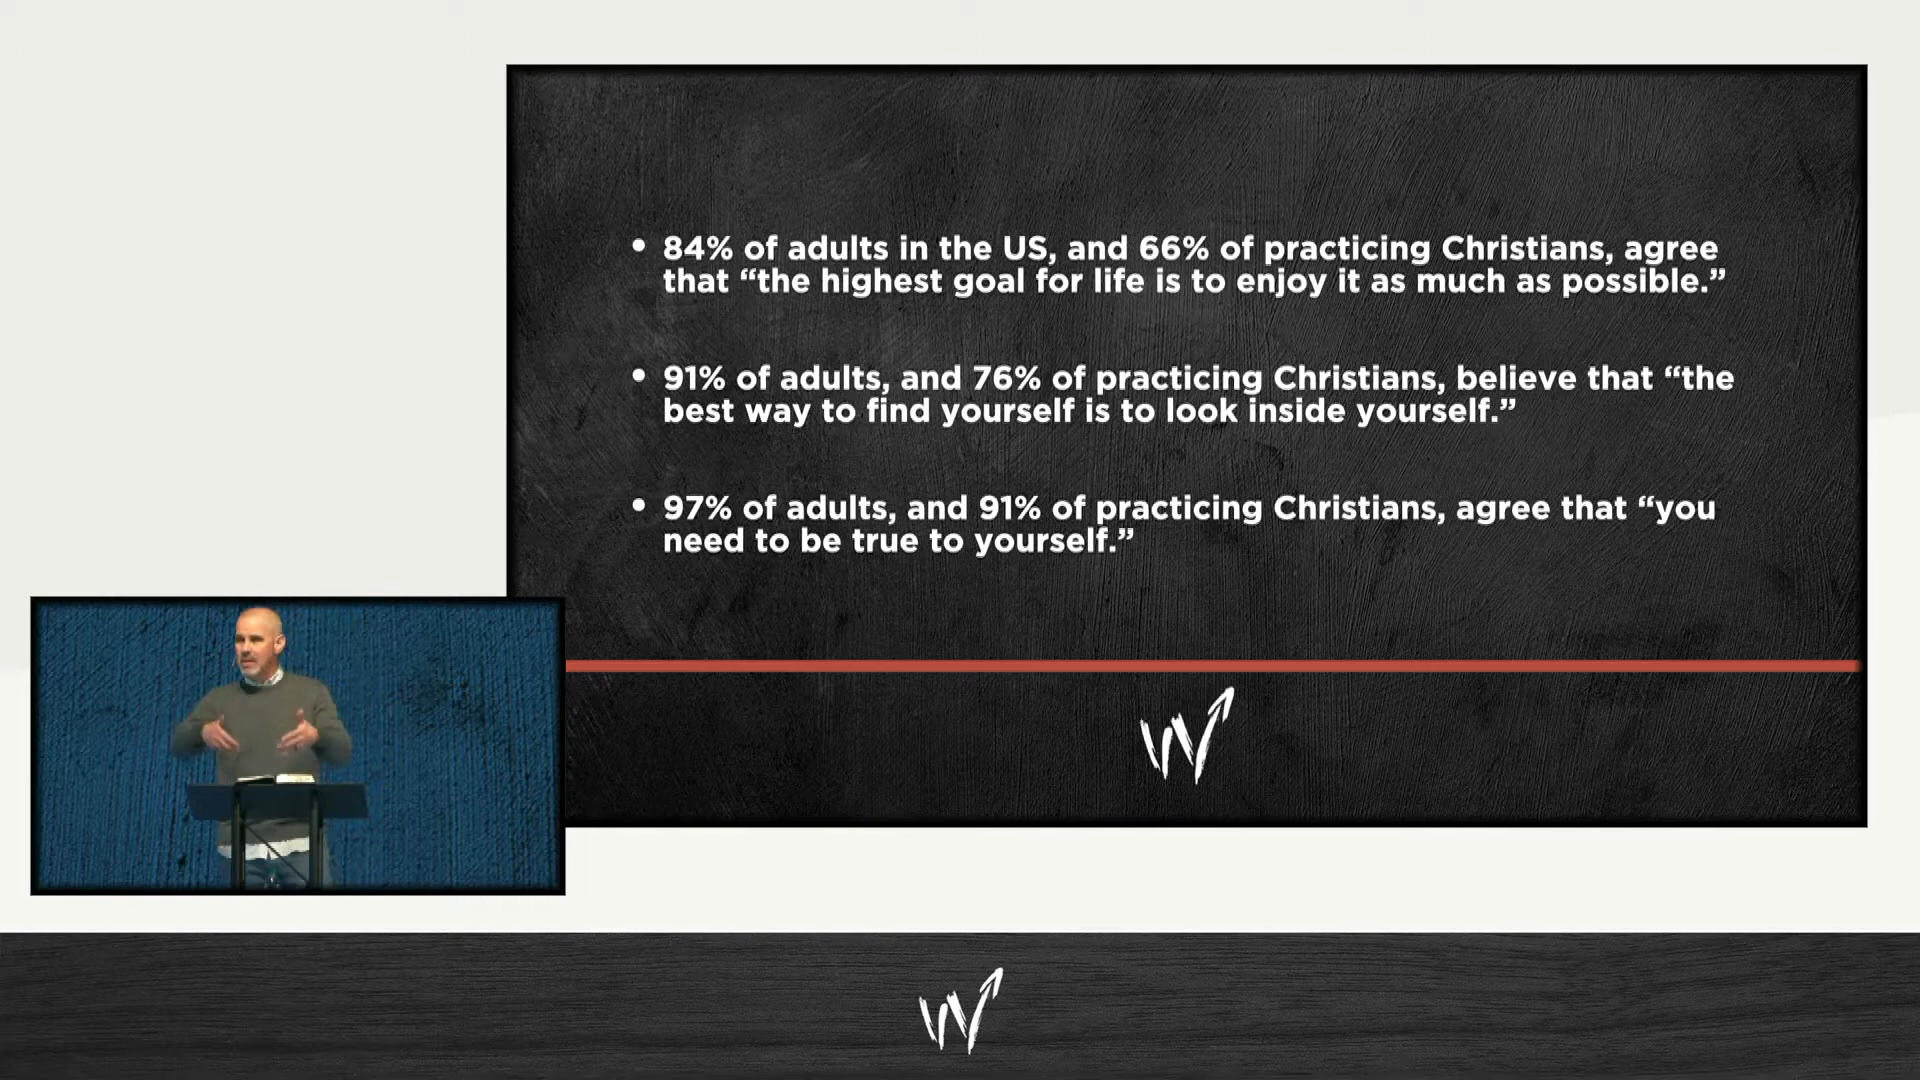 • 84% of adults in the US, and 66% of practicing Christians, agree
that “the highest goal for life is to enjoy it as much as possible.”
• 91% of adults, and 76% of practicing Christians, believe that “the
best way to find yourself is to look inside yourself.”
• 97% of adults, and 91% of practicing Christians, agree that “you
need to be true to yourself.”
W
W